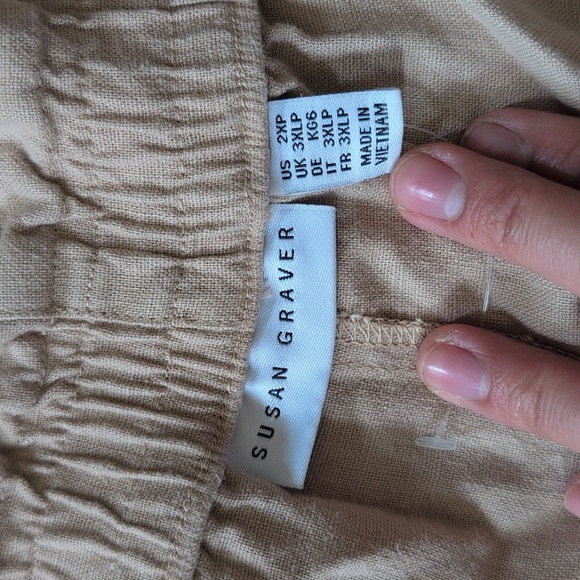 US 2XP
UK 3XLP
DE KG6
IT 3XLP
FR 3XLP
MADE IN
VIETNAM
SUSAN GRAVER